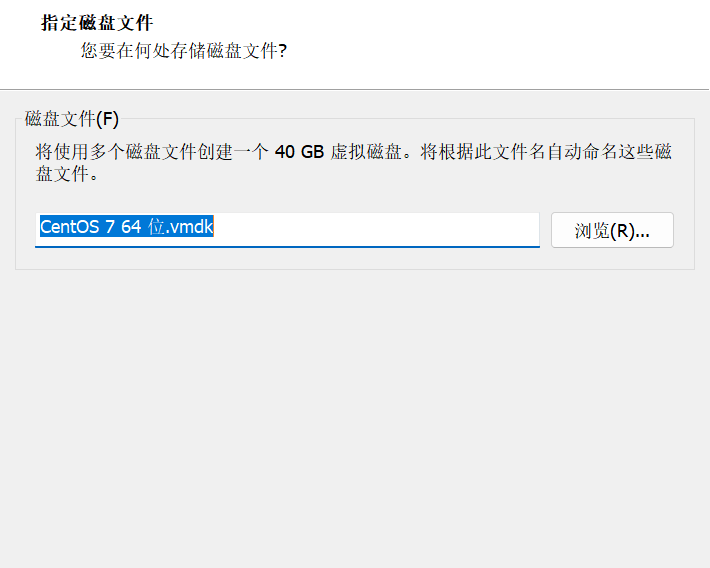 指定磁盘文件
您要在何处存储磁盘文件?
磁盘文件(F)
将使用多个磁盘文件创建一个 40 GB 虚拟磁盘。将根据此文件名自动命名这些磁
盘文件。
CentOS 7 64 位.vmdk
浏览(R)...